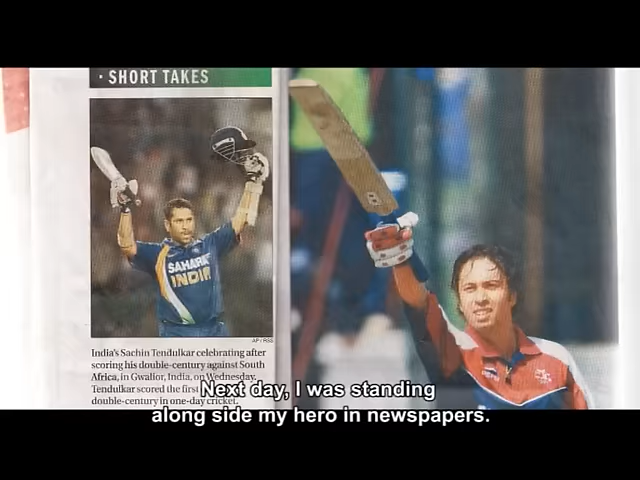 · SHORT TAKES
SAHARA
INDIA
AP / RSS
India's Sachin Tendulkar celebrating after
scoring his double-century against South
Africa, in Gwalior, India, on Wednesday.
Tendulkar scored the first
double-century in one-day cricket.
Next day, I was standing
along side my hero in newspapers.